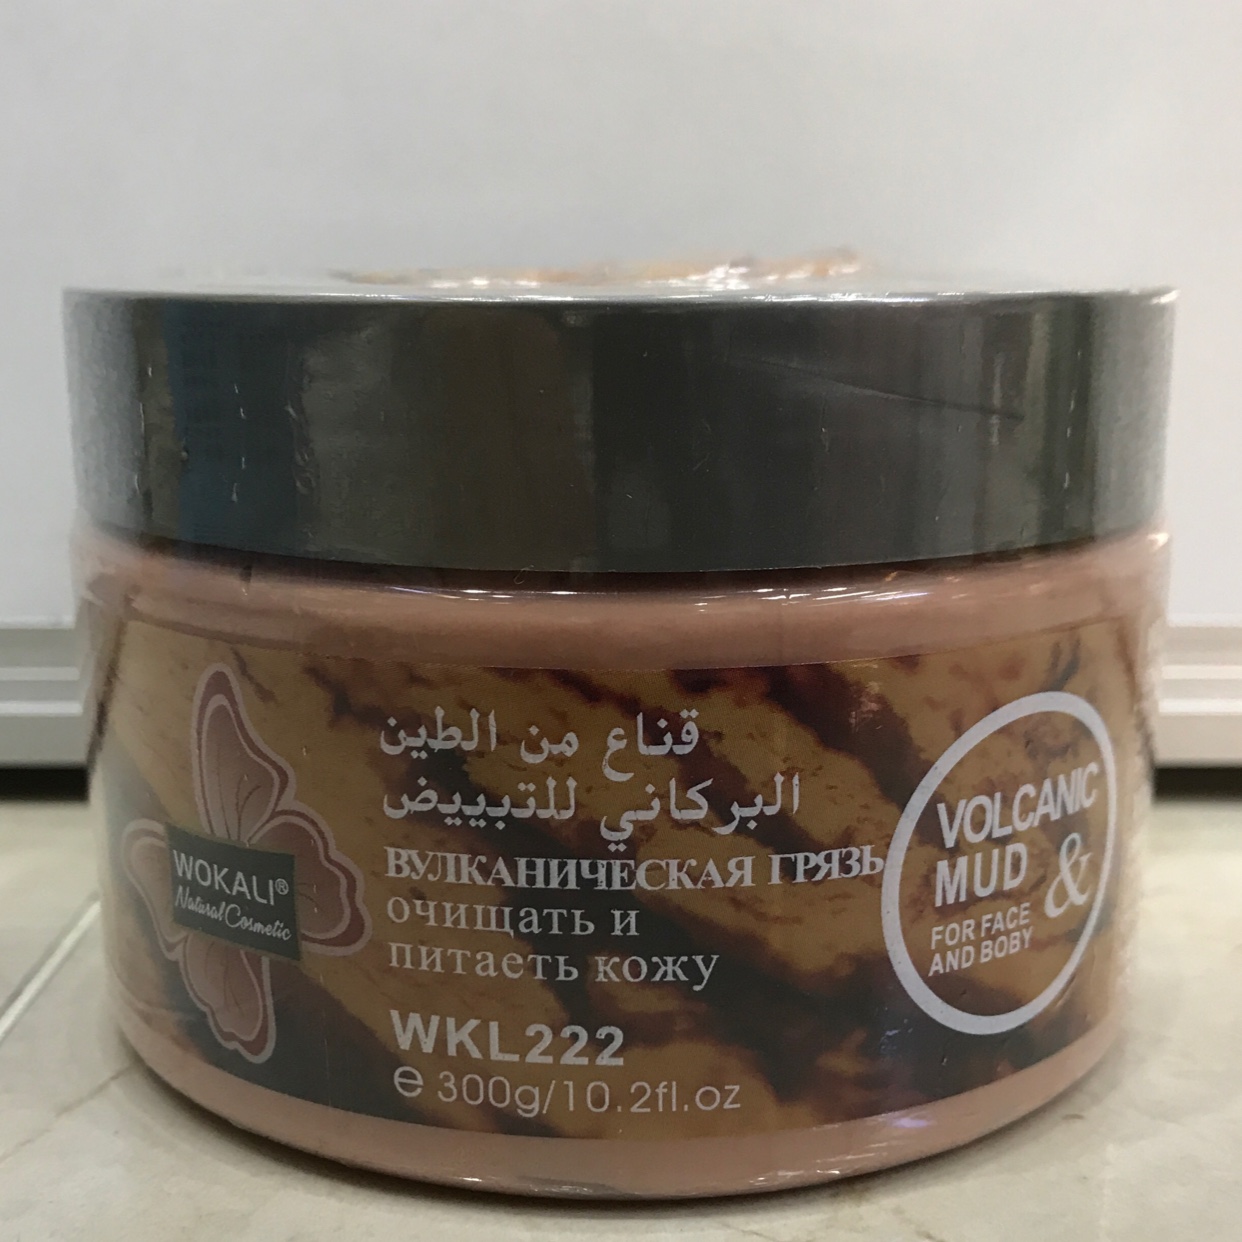 WOKALI®
Natural Cosmetic
قناع من الطين
البركاني للتبييض
ВУЛКАНИЧЕСКАЯ ГРЯЗЬ
очищать и
питаеть кожу
WKL222
e 300g/10.2fl.oz
VOLCANIC
MUD &
FOR FACE
AND BOBY